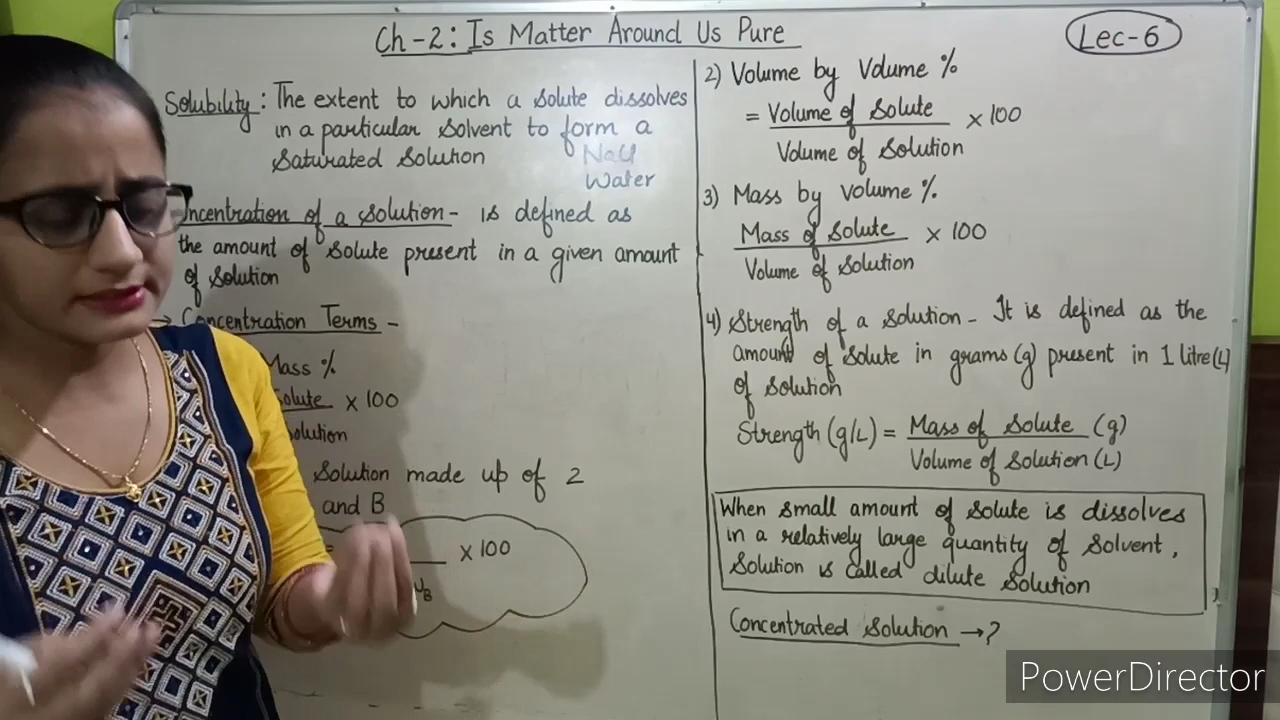 Ch-2: Is Matter Around Us Pure
Lec-6
Solubility: The extent to which a solute dissolves
in a particular solvent to form a
saturated solution
NaCl
Water
oncentration of a solution- is defined as
the amount of solute present in a given amount
of solution
→ Concentration Terms -
Mass %
solute × 100
solution
solution made up of 2
and B
= × 100
B
2) Volume by Volume %
= Volume of Solute × 100
Volume of Solution
3) Mass by Volume %
Mass of Solute × 100
Volume of Solution
4) Strength of a solution - It is defined as the
amount of solute in grams (g) present in 1 litre(L)
of solution
Strength (g/L) = Mass of Solute (g)
Volume of Solution (L)
When small amount of solute is dissolves
in a relatively large quantity of solvent,
Solution is called dilute solution
Concentrated Solution →?
PowerDirector